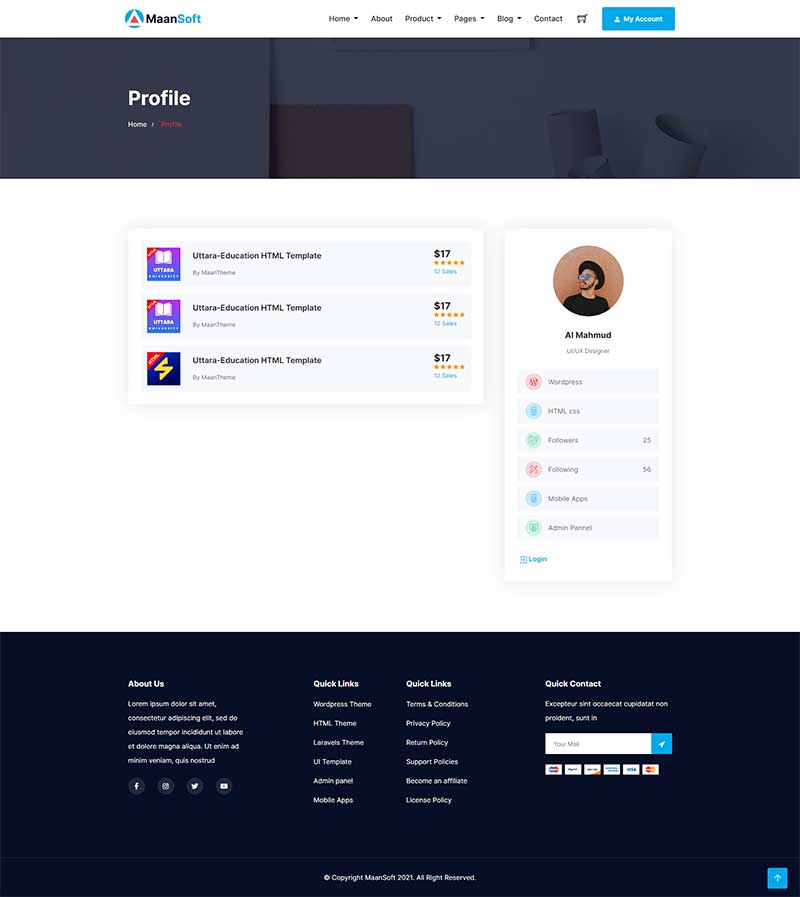 MaanSoft
Home About Product Pages Blog Contact My Account
Profile
Home / Profile
HTML
UTTARA
UNIVERSITY
Uttara-Education HTML Template
By MaanTheme
$17
12 Sales
UTTARA
UNIVERSITY
Uttara-Education HTML Template
By MaanTheme
$17
12 Sales
HTML
Uttara-Education HTML Template
By MaanTheme
$17
12 Sales
Al Mahmud
UI/UX Designer
Wordpress
HTML css
Followers 25
Following 56
Mobile Apps
Admin Pannel
Login
About Us
Lorem ipsum dolor sit amet,
consectetur adipiscing elit, sed do
eiusmod tempor incididunt ut labore
et dolore magna aliqua. Ut enim ad
minim veniam, quis nostrud
Quick Links
Wordpress Theme
HTML Theme
Laravels Theme
UI Template
Admin panel
Mobile Apps
Quick Links
Terms & Conditions
Privacy Policy
Return Policy
Support Policies
Become an affiliate
License Policy
Quick Contact
Excepteur sint occaecat cupidatat non
proident, sunt in
Your Mail
PayPal
VISA
© Copyright MaanSoft 2021. All Right Reserved.